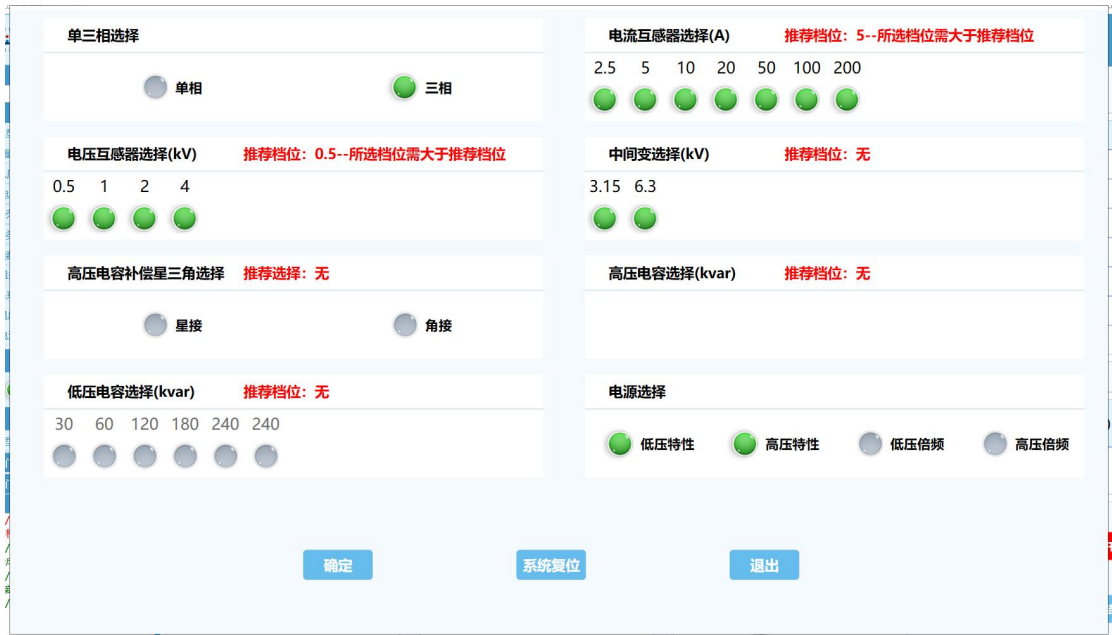 单三相选择
单相 三相
电流互感器选择(A) 推荐档位：5--所选档位需大于推荐档位
2.5 5 10 20 50 100 200
电压互感器选择(kV) 推荐档位：0.5--所选档位需大于推荐档位
0.5 1 2 4
中间变选择(kV) 推荐档位：无
3.15 6.3
高压电容补偿星三角选择 推荐选择：无
星接 角接
高压电容选择(kvar) 推荐档位：无
低压电容选择(kvar) 推荐档位：无
30 60 120 180 240 240
电源选择
低压特性 高压特性 低压倍频 高压倍频
确定 系统复位 退出